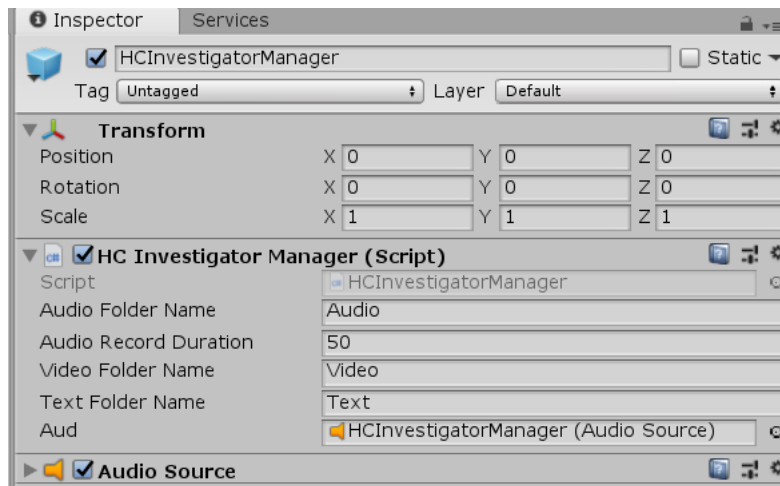 Inspector Services
HCInvestigatorManager Static
Tag Untagged Layer Default
Transform
Position X 0 Y 0 Z 0
Rotation X 0 Y 0 Z 0
Scale X 1 Y 1 Z 1
HC Investigator Manager (Script)
Script HCInvestigatorManager
Audio Folder Name Audio
Audio Record Duration 50
Video Folder Name Video
Text Folder Name Text
Aud HCInvestigatorManager (Audio Source)
Audio Source